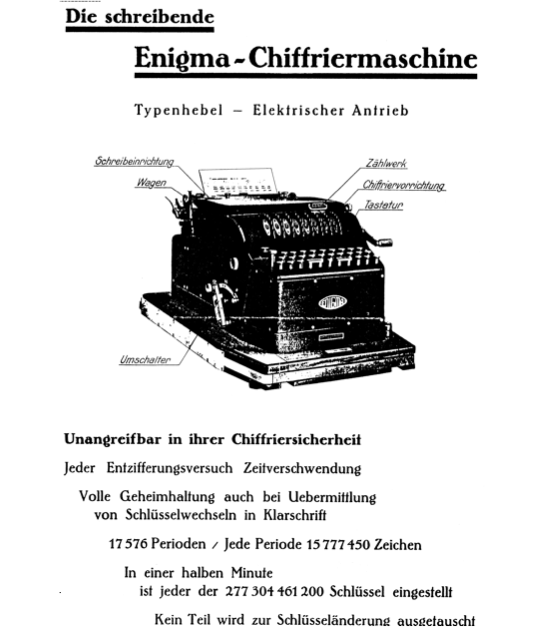 Die schreibende
Enigma-Chiffriermaschine
Typenhebel – Elektrischer Antrieb
Schreibeinrichtung
Wagen
Zählwerk
Chiffriervorrichtung
Tastatur
ENIGMA
Umschalter
Unangreifbar in ihrer Chiffriersicherheit
Jeder Entzifferungsversuch Zeitverschwendung
Volle Geheimhaltung auch bei Uebermittlung
von Schlüsselwechseln in Klarschrift
17 576 Perioden / Jede Periode 15 777 450 Zeichen
In einer halben Minute
ist jeder der 277 304 461 200 Schlüssel eingestellt
Kein Teil wird zur Schlüseländerung ausgetauscht